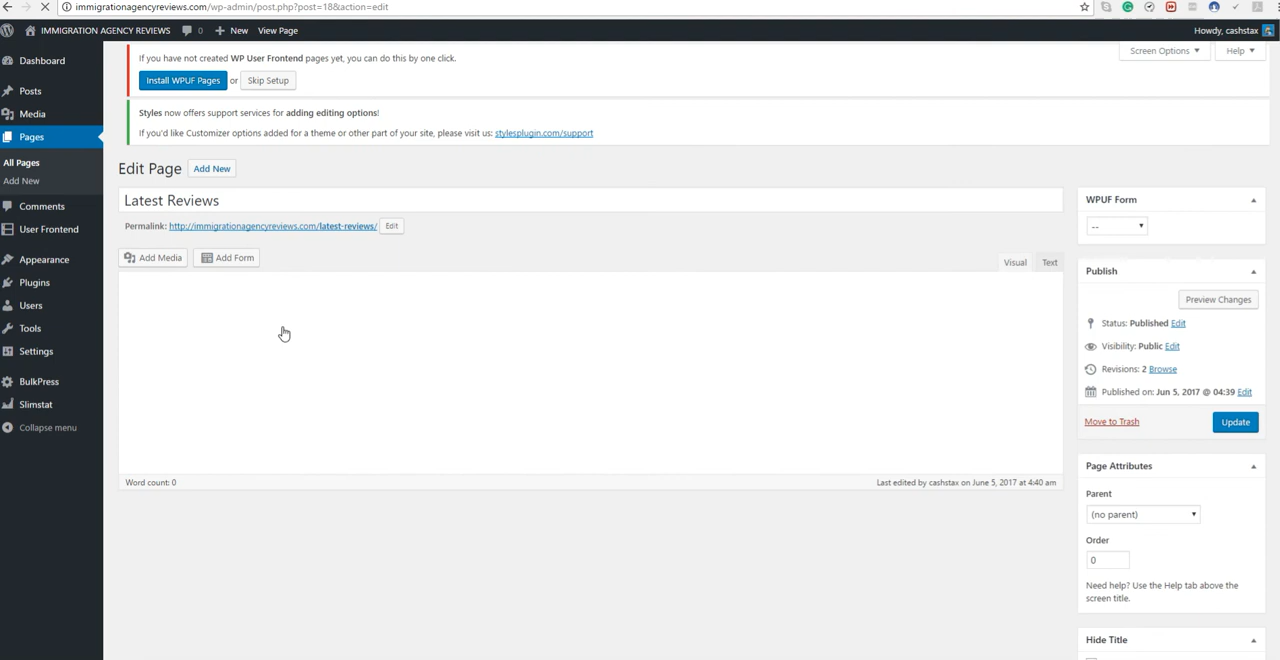 immigrationagencyreviews.com/wp-admin/post.php?post=18&action=edit
IMMIGRATION AGENCY REVIEWS 0 New View Page Howdy, cashstax
Dashboard
Posts
Media
Pages
All Pages
Add New
Comments
User Frontend
Appearance
Plugins
Users
Tools
Settings
BulkPress
Slimstat
Collapse menu
Screen Options Help
If you have not created WP User Frontend pages yet, you can do this by one click.
Install WPUF Pages or Skip Setup
Styles now offers support services for adding editing options!
If you'd like Customizer options added for a theme or other part of your site, please visit us: stylesplugin.com/support
Edit Page Add New
Latest Reviews
Permalink: http://immigrationagencyreviews.com/latest-reviews/ Edit
Add Media Add Form Visual Text
Word count: 0 Last edited by cashstax on June 5, 2017 at 4:40 am
WPUF Form
--
Publish
Preview Changes
Status: Published Edit
Visibility: Public Edit
Revisions: 2 Browse
Published on: Jun 5, 2017 @ 04:39 Edit
Move to Trash Update
Page Attributes
Parent
(no parent)
Order
0
Need help? Use the Help tab above the
screen title.
Hide Title